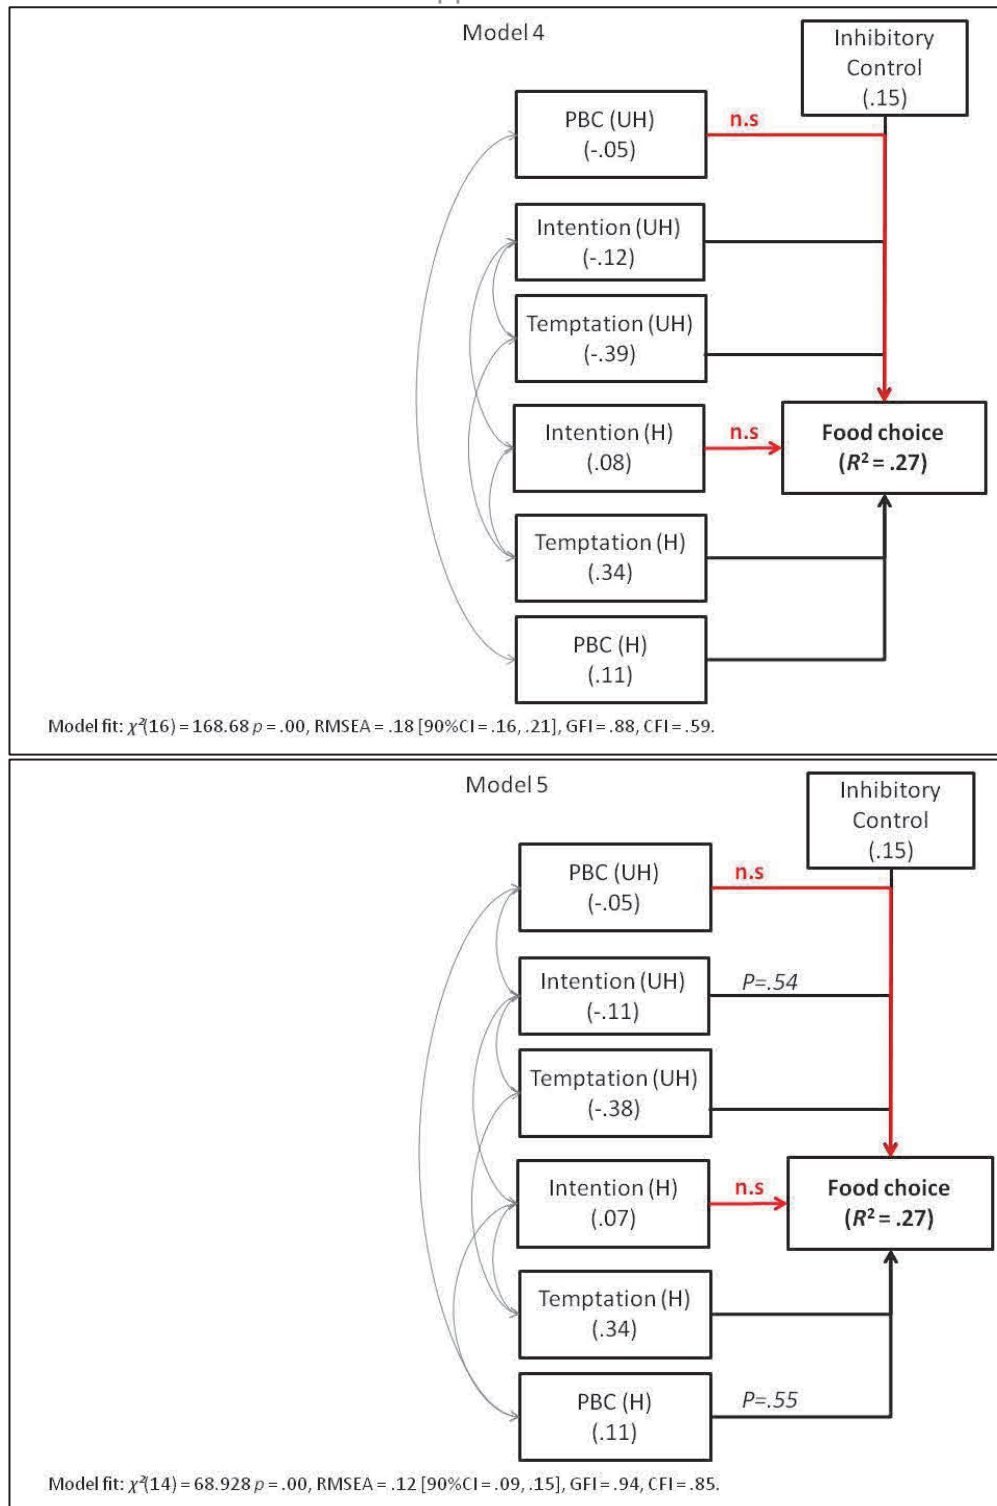 Model 4
Inhibitory
Control
(.15)
PBC (UH)
(-.05)
n.s
Intention (UH)
(-.12)
Temptation (UH)
(-.39)
Intention (H)
(.08)
n.s
Food choice
(R² = .27)
Temptation (H)
(.34)
PBC (H)
(.11)
Model fit: χ²(16) = 168.68 p = .00, RMSEA = .18 [90%CI = .16, .21], GFI = .88, CFI = .59.
Model 5
Inhibitory
Control
(.15)
PBC (UH)
(-.05)
n.s
Intention (UH)
(-.11)
P=.54
Temptation (UH)
(-.38)
Intention (H)
(.07)
n.s
Food choice
(R² = .27)
Temptation (H)
(.34)
PBC (H)
(.11)
P=.55
Model fit: χ²(14) = 68.928 p = .00, RMSEA = .12 [90%CI = .09, .15], GFI = .94, CFI = .85.